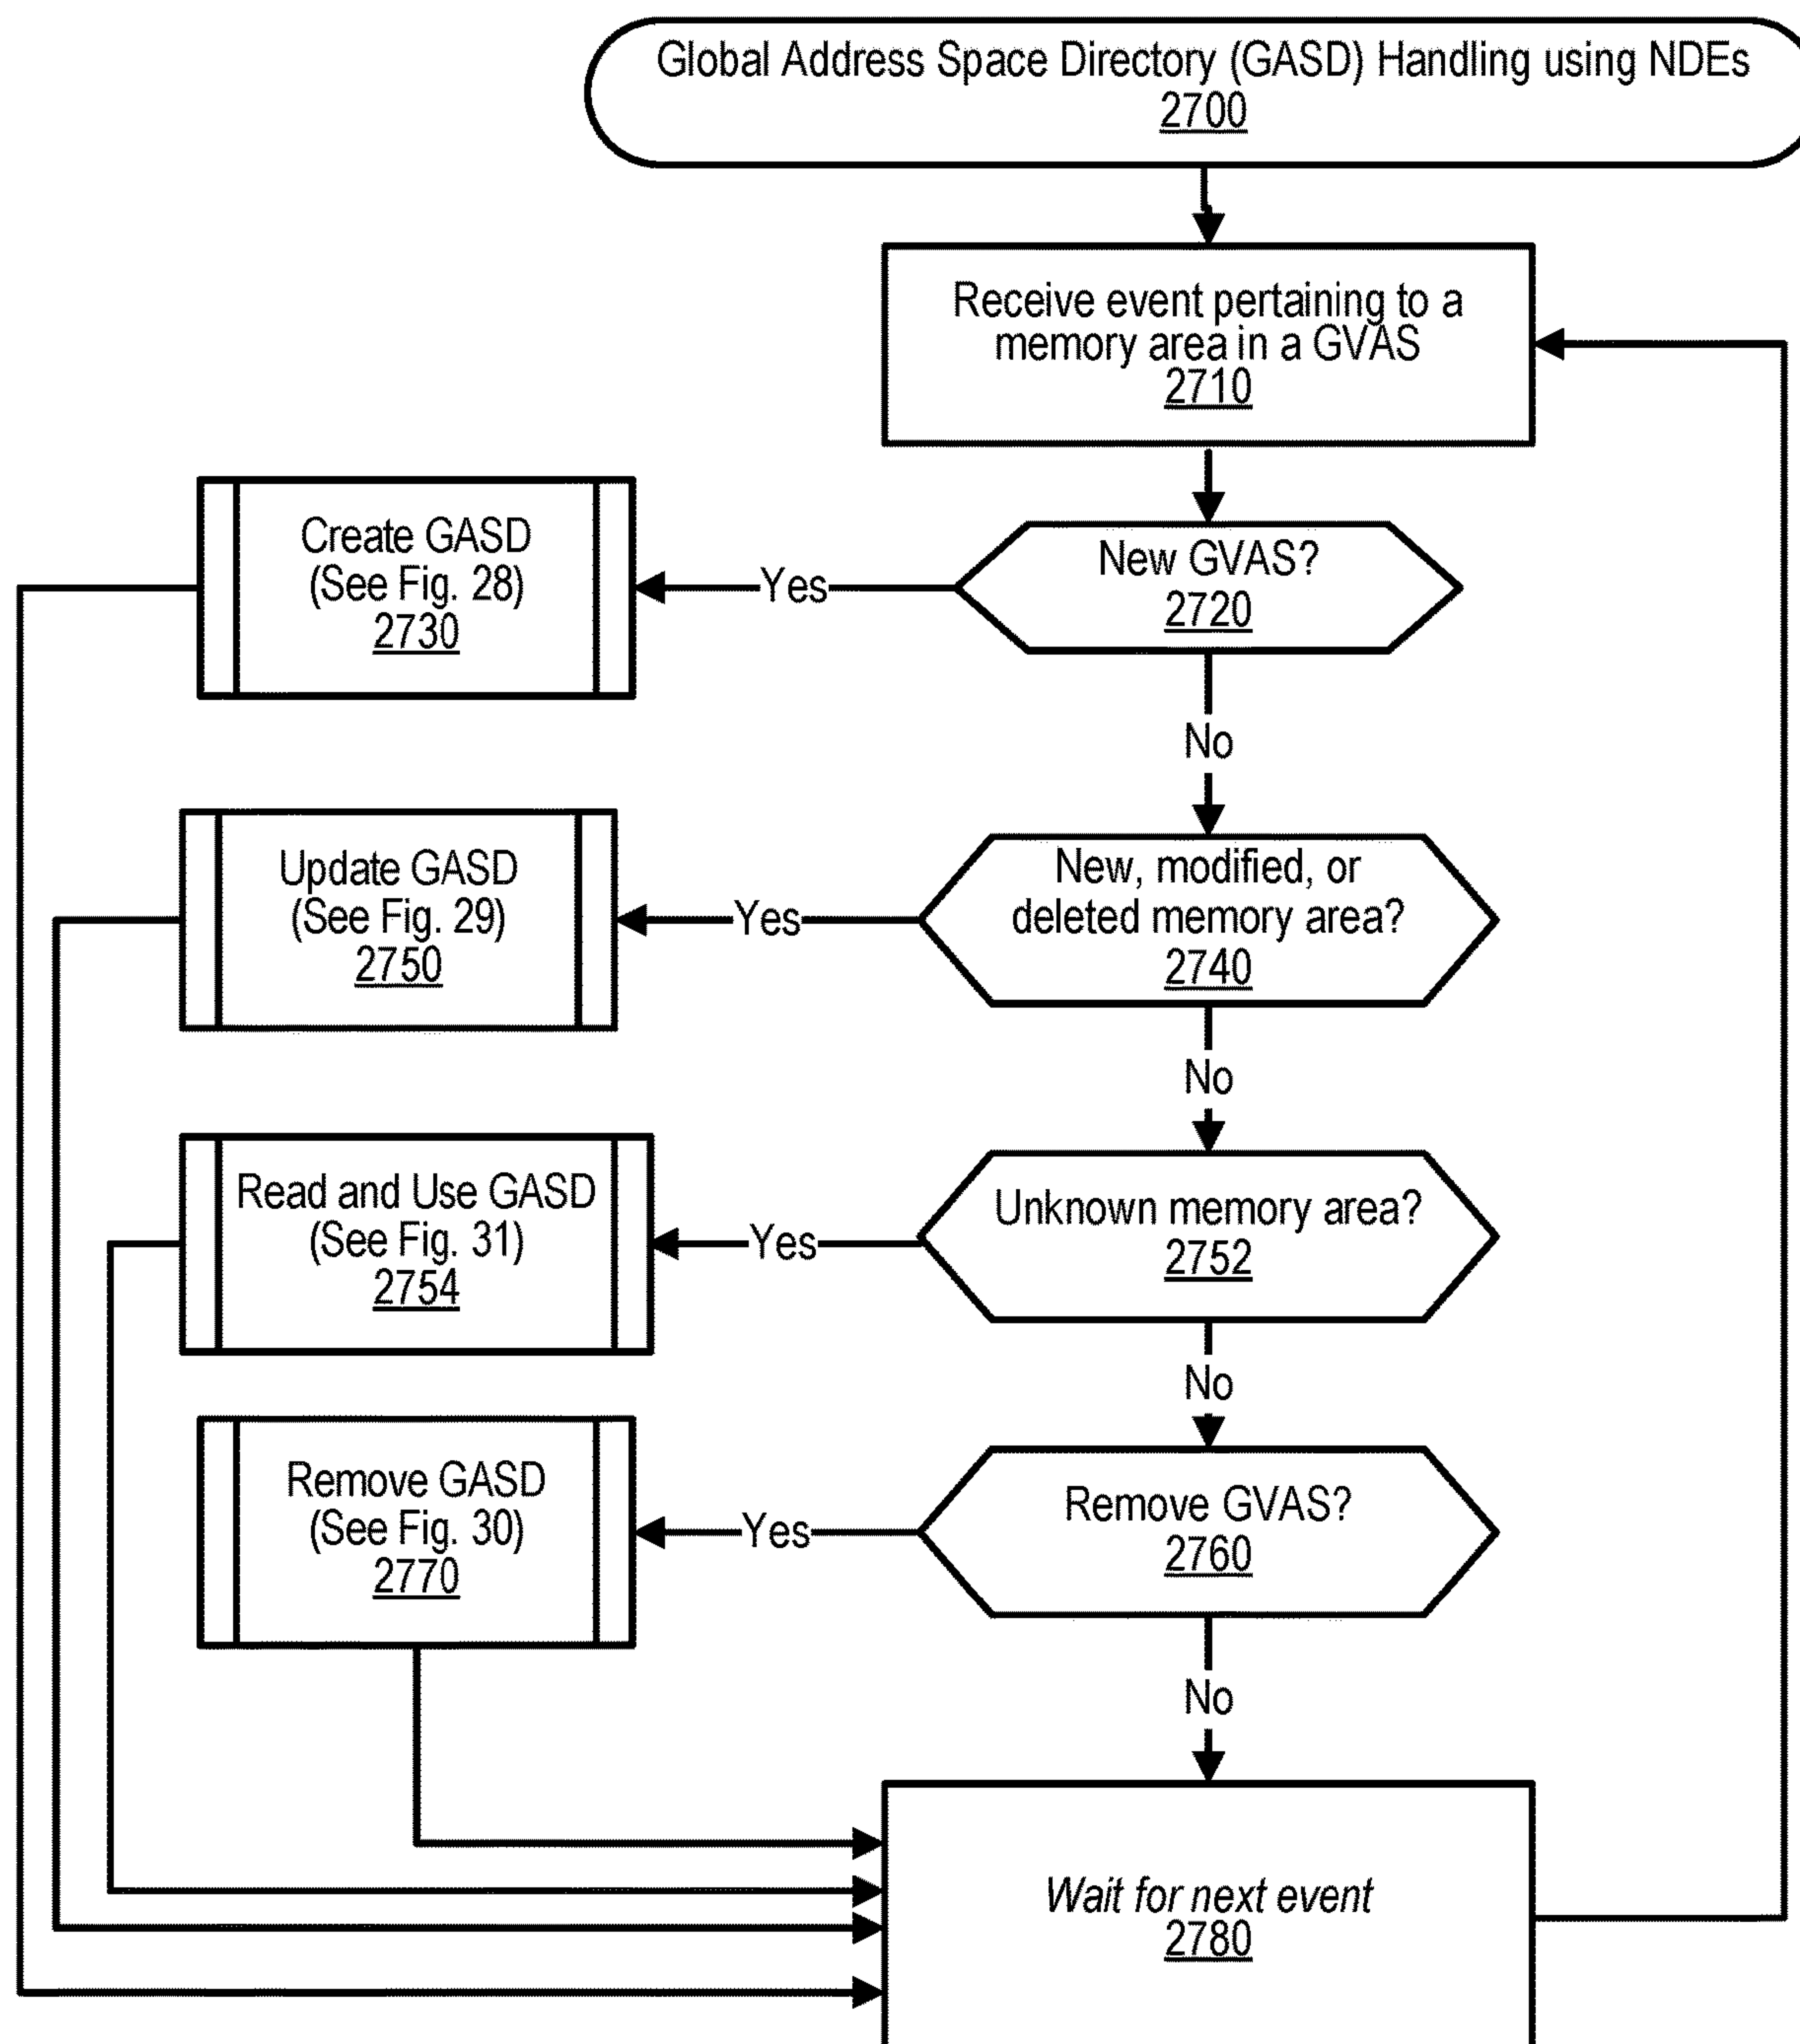 Global Address Space Directory (GASD) Handling using NDEs
2700
Receive event pertaining to a
memory area in a GVAS
2710
New GVAS?
2720
Yes
Create GASD
(See Fig. 28)
2730
No
New, modified, or
deleted memory area?
2740
Yes
Update GASD
(See Fig. 29)
2750
No
Unknown memory area?
2752
Yes
Read and Use GASD
(See Fig. 31)
2754
No
Remove GVAS?
2760
Yes
Remove GASD
(See Fig. 30)
2770
No
Wait for next event
2780